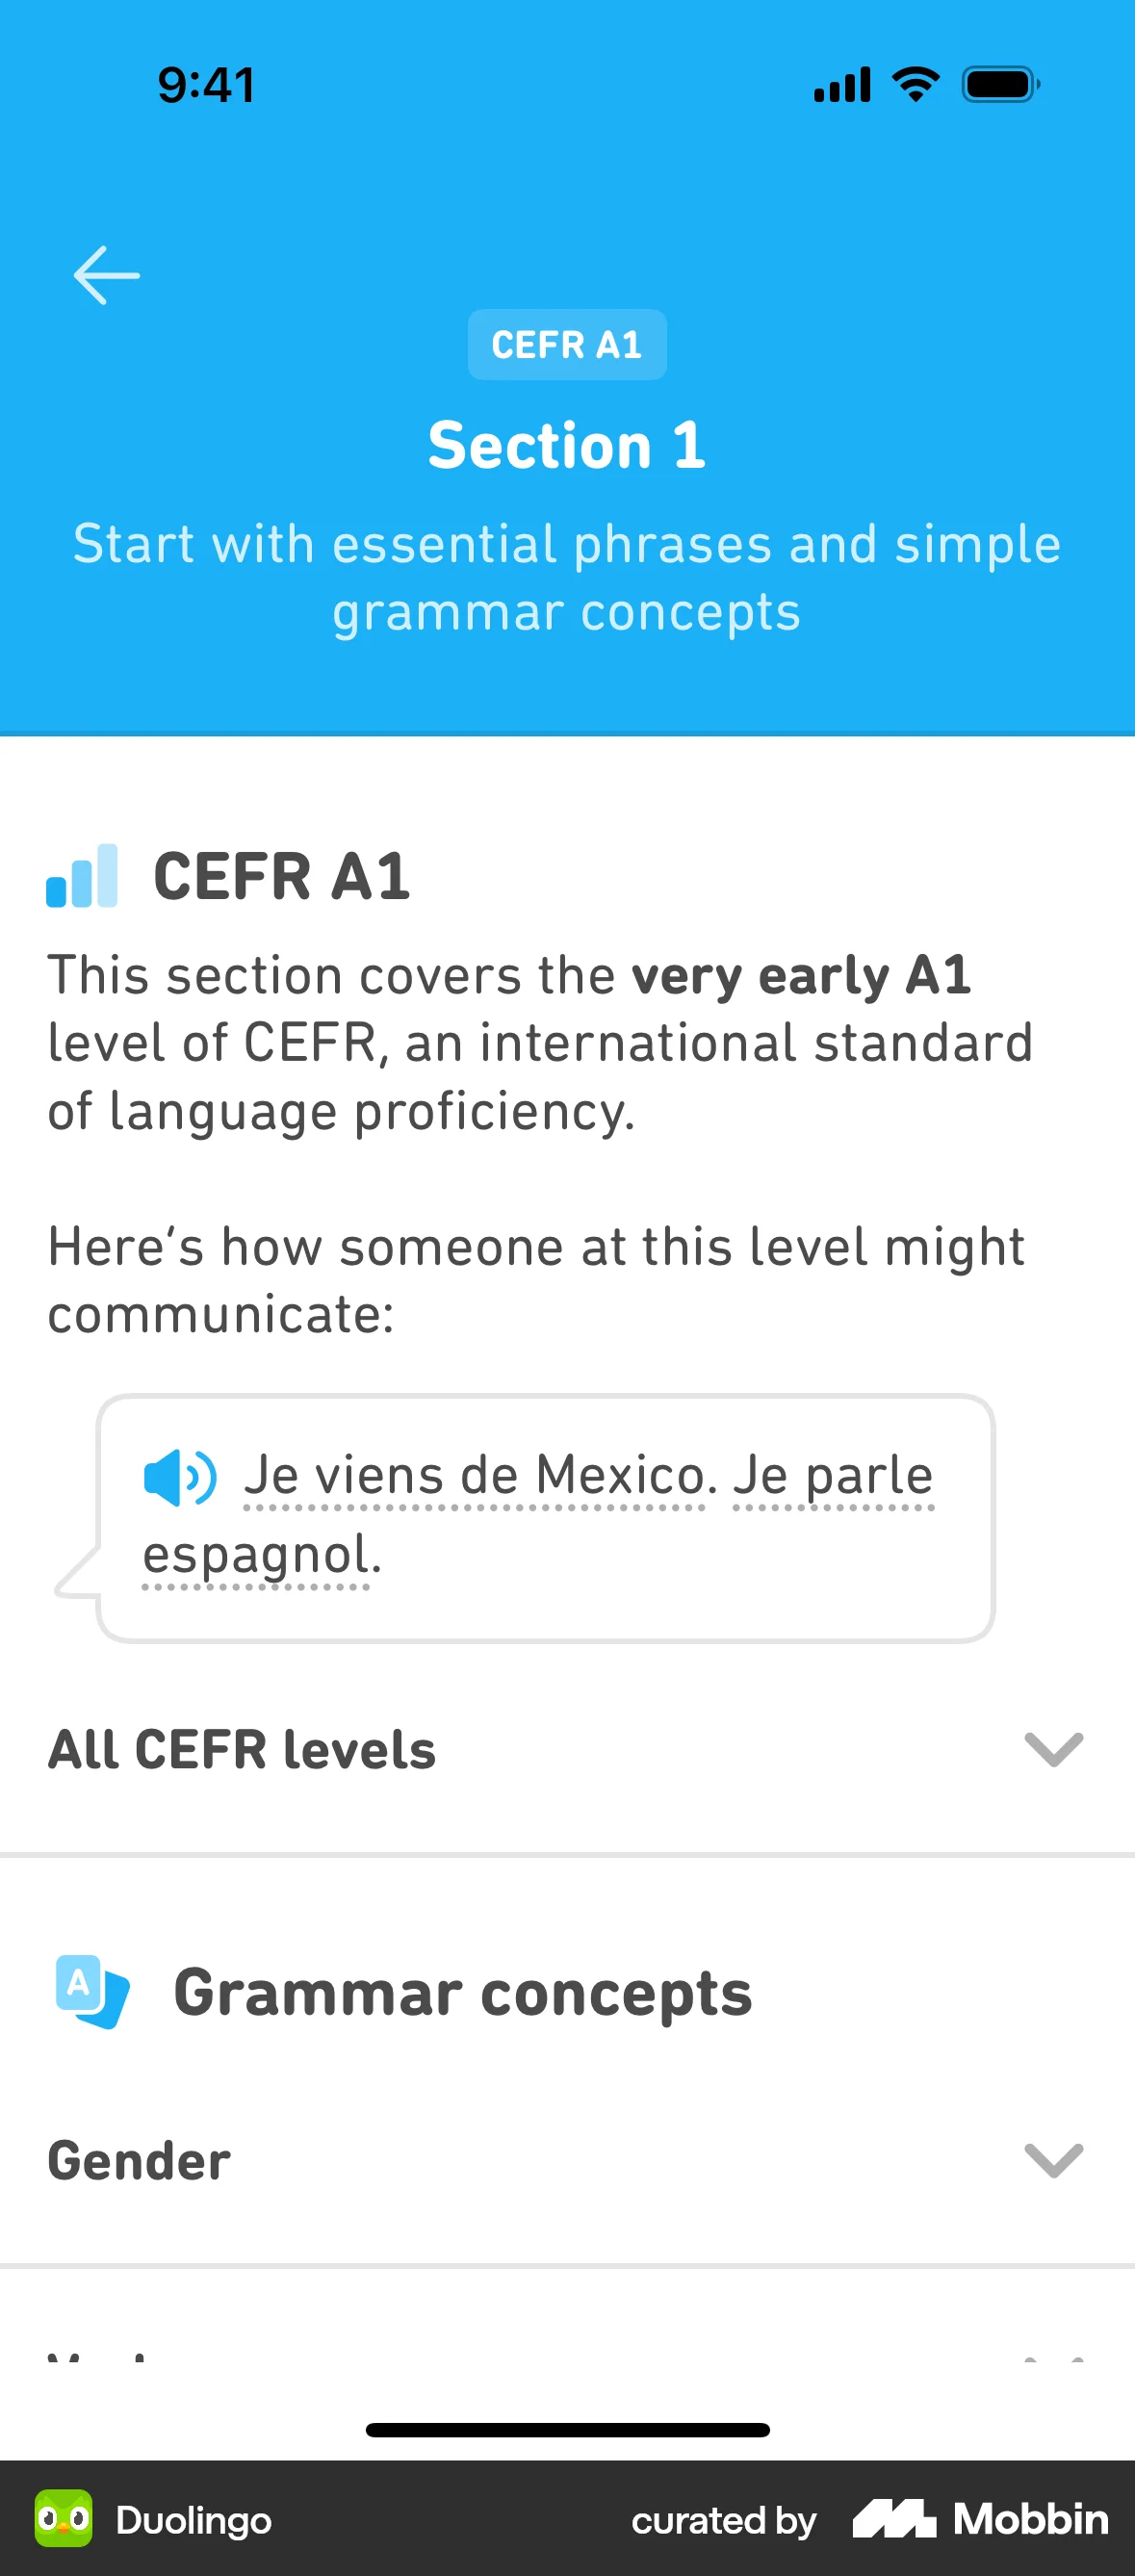 9:41
CEFR A1
Section 1
Start with essential phrases and simple
grammar concepts
CEFR A1
This section covers the very early A1
level of CEFR, an international standard
of language proficiency.
Here’s how someone at this level might
communicate:
Je viens de Mexico. Je parle
espagnol.
All CEFR levels
A
Grammar concepts
Gender
Duolingo
curated by Mobbin